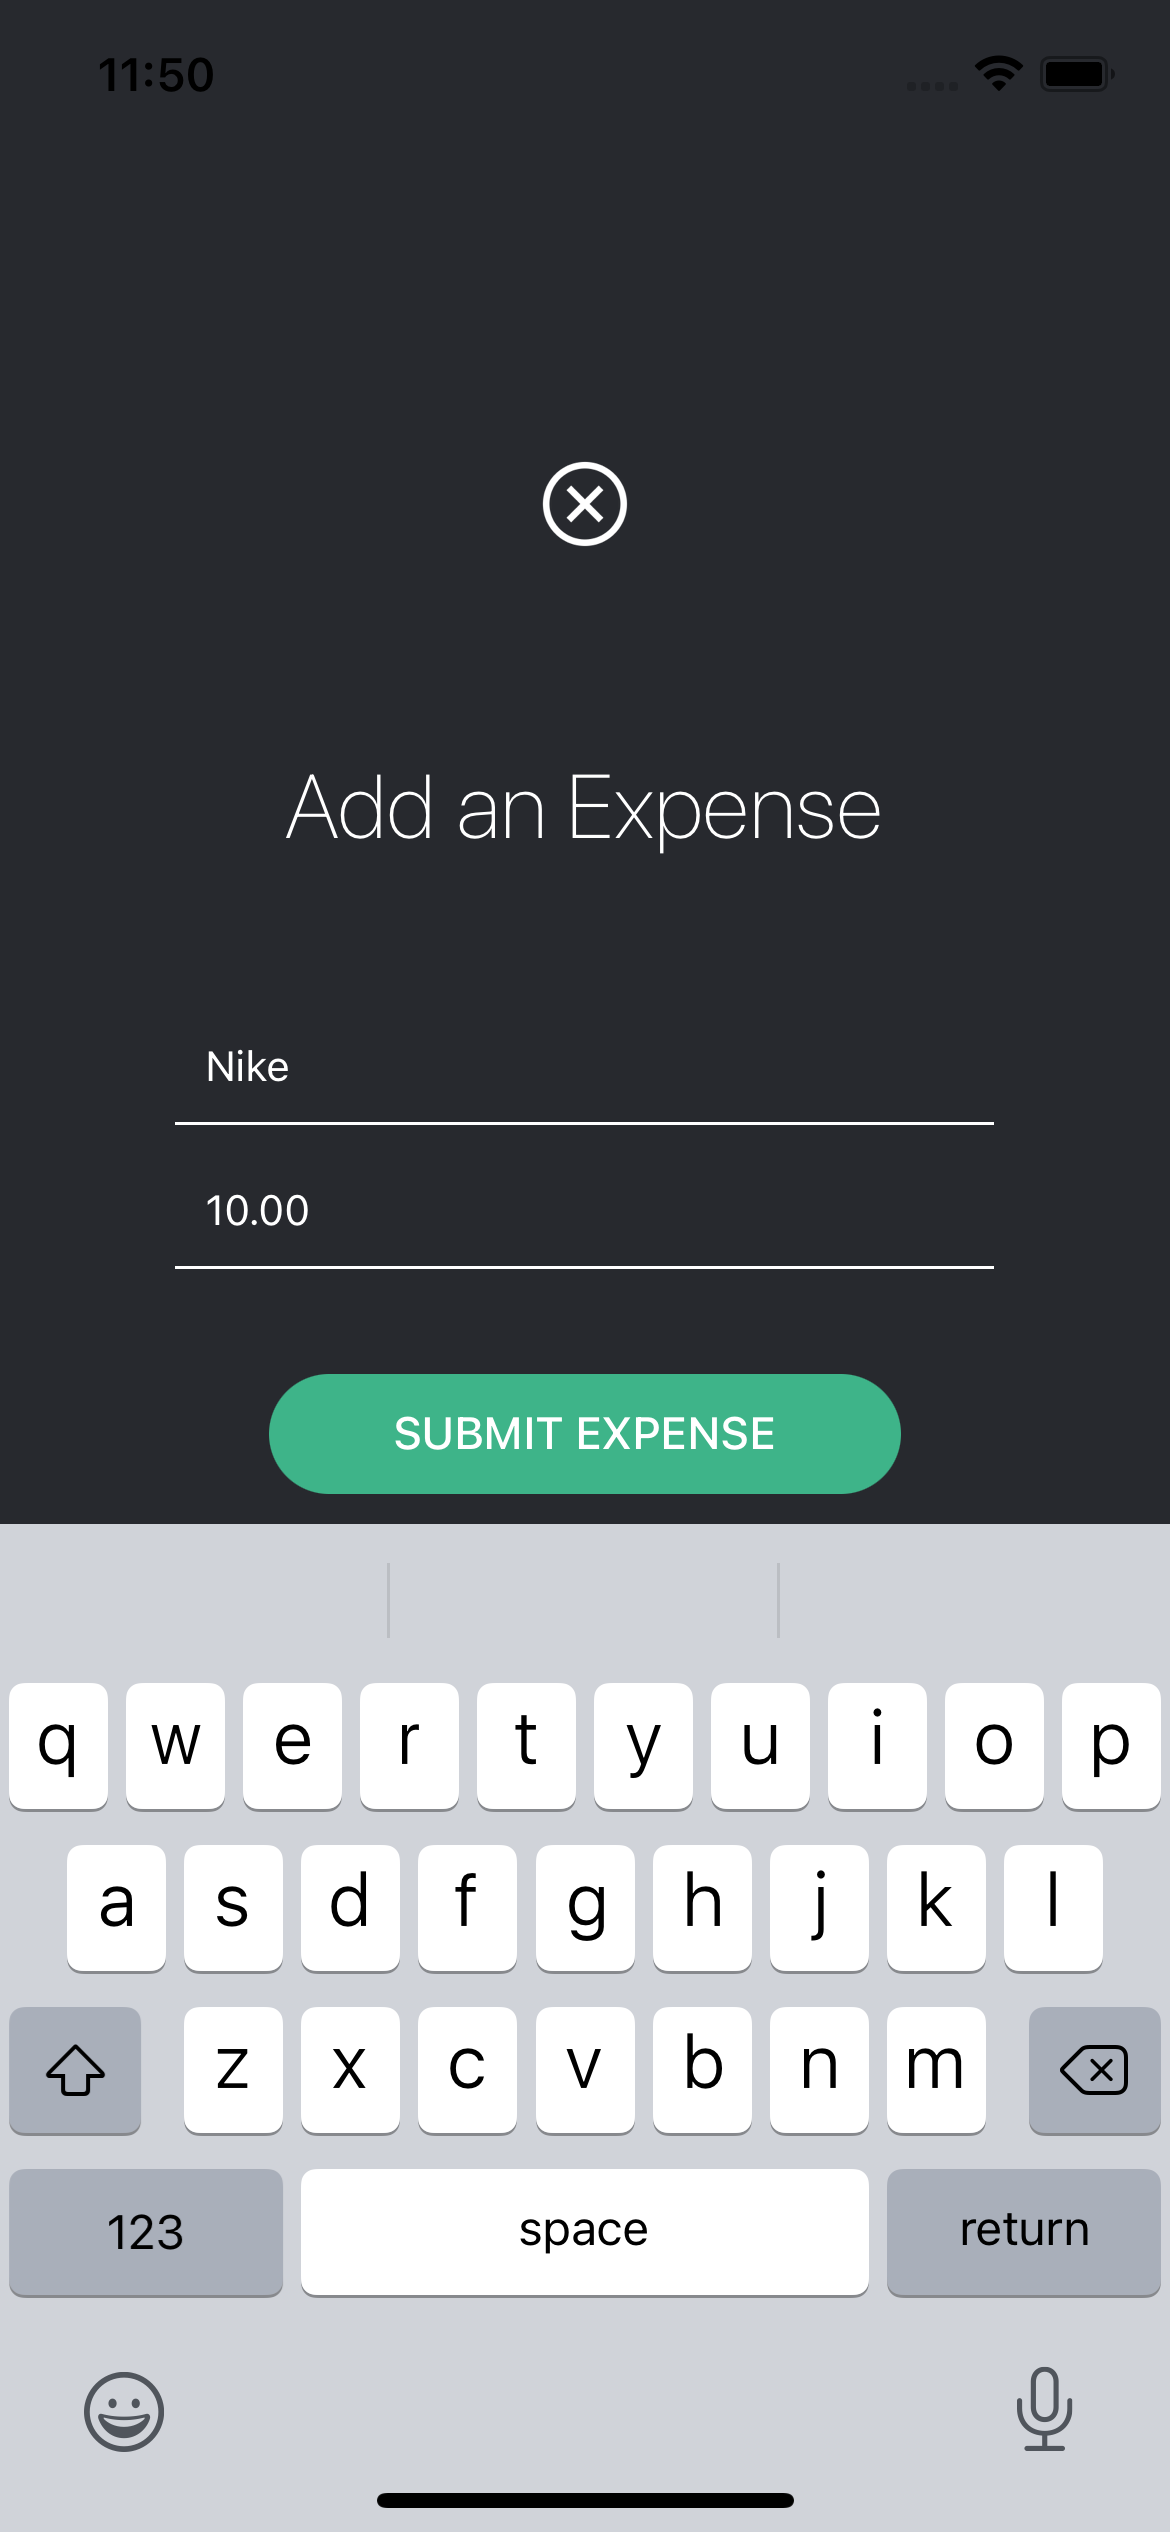 11:50
Add an Expense
Nike
10.00
SUBMIT EXPENSE
q w e r t y u i o p
a s d f g h j k l
z x c v b n m
123 space return